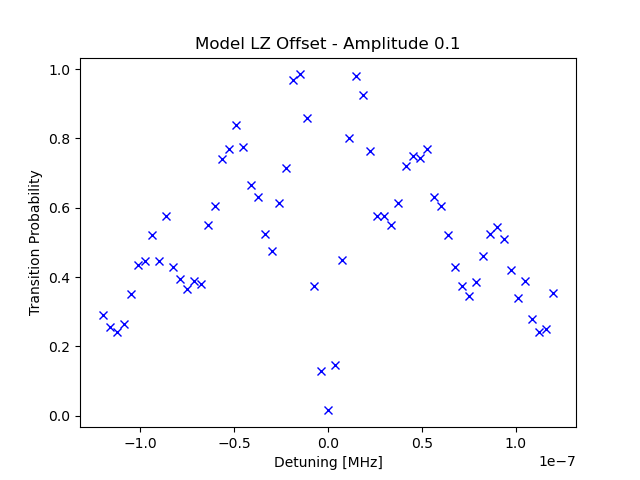 Model LZ Offset - Amplitude 0.1
Transition Probability
1.0
0.8
0.6
0.4
0.2
0.0
−1.0 −0.5 0.0 0.5 1.0
1e−7
Detuning [MHz]